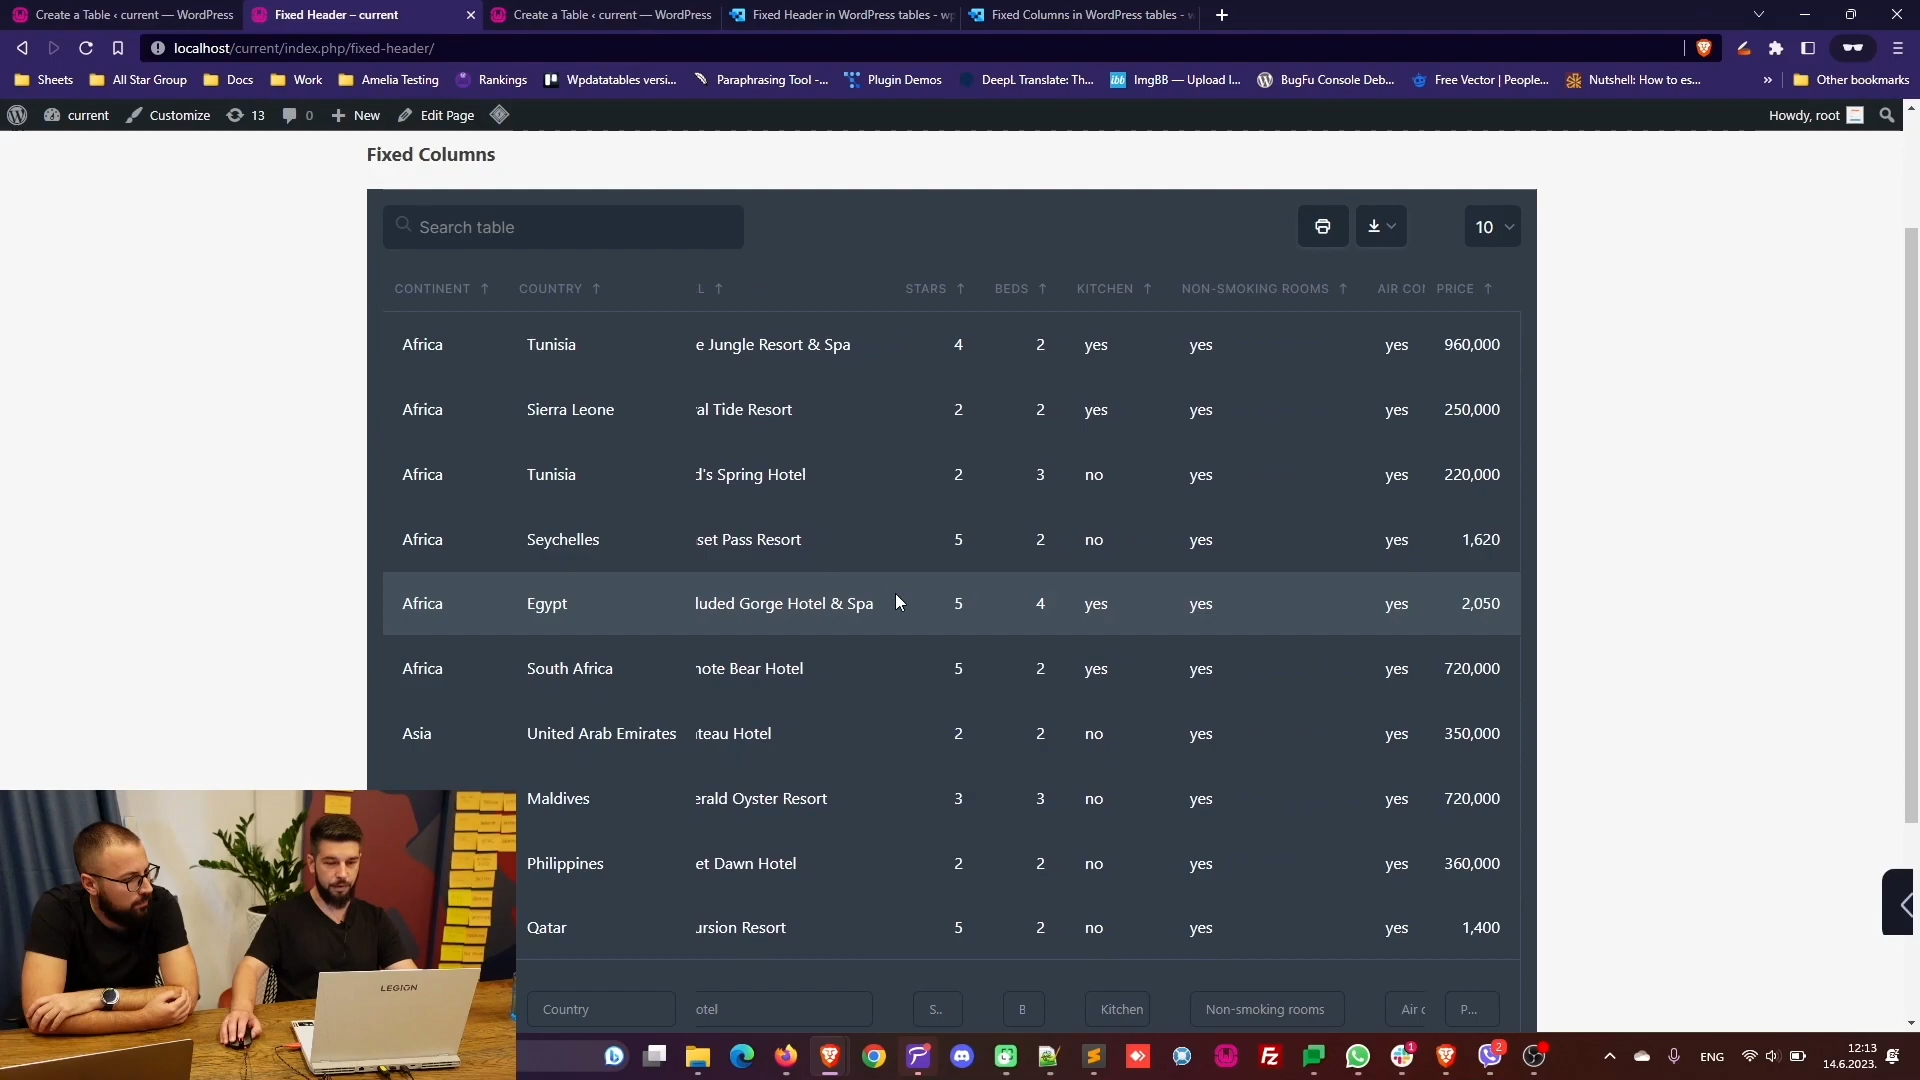 Create a Table ‹ current — WordPress
Fixed Header – current
Create a Table ‹ current — WordPress
Fixed Header in WordPress tables - wp
Fixed Columns in WordPress tables - w
localhost/current/index.php/fixed-header/
Sheets
All Star Group
Docs
Work
Amelia Testing
Rankings
Wpdatatables versi...
Paraphrasing Tool -...
Plugin Demos
DeepL Translate: Th...
ibb
ImgBB — Upload I...
BugFu Console Deb...
Free Vector | People...
Nutshell: How to es...
Other bookmarks
current
Customize
13
0
New
Edit Page
Howdy, root
Fixed Columns
Search table
10
CONTINENT COUNTRY L STARS BEDS KITCHEN NON-SMOKING ROOMS AIR CON PRICE
Africa Tunisia e Jungle Resort & Spa 4 2 yes yes yes 960,000
Africa Sierra Leone al Tide Resort 2 2 yes yes yes 250,000
Africa Tunisia d's Spring Hotel 2 3 no yes yes 220,000
Africa Seychelles set Pass Resort 5 2 no yes yes 1,620
Africa Egypt luded Gorge Hotel & Spa 5 4 yes yes yes 2,050
Africa South Africa note Bear Hotel 5 2 yes yes yes 720,000
Asia United Arab Emirates teau Hotel 2 2 no yes yes 350,000
Maldives erald Oyster Resort 3 3 no yes yes 720,000
Philippines et Dawn Hotel 2 2 no yes yes 360,000
Qatar ursion Resort 5 2 no yes yes 1,400
Country otel S.. B Kitchen Non-smoking rooms Air c P...
LEGION
1
2
ENG
12:13
14.6.2023.